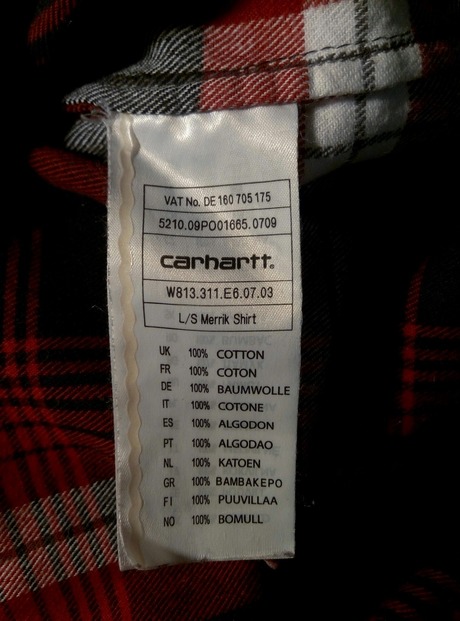 VAT No. DE 160 705 175
5210.09PO01665.0709
carhartt®
W813.311.E6.07.03
L/S Merrik Shirt
UK 100% COTTON
FR 100% COTON
DE 100% BAUMWOLLE
IT 100% COTONE
ES 100% ALGODON
PT 100% ALGODAO
NL 100% KATOEN
GR 100% BAMBAKEPO
FI 100% PUUVILLAA
NO 100% BOMULL